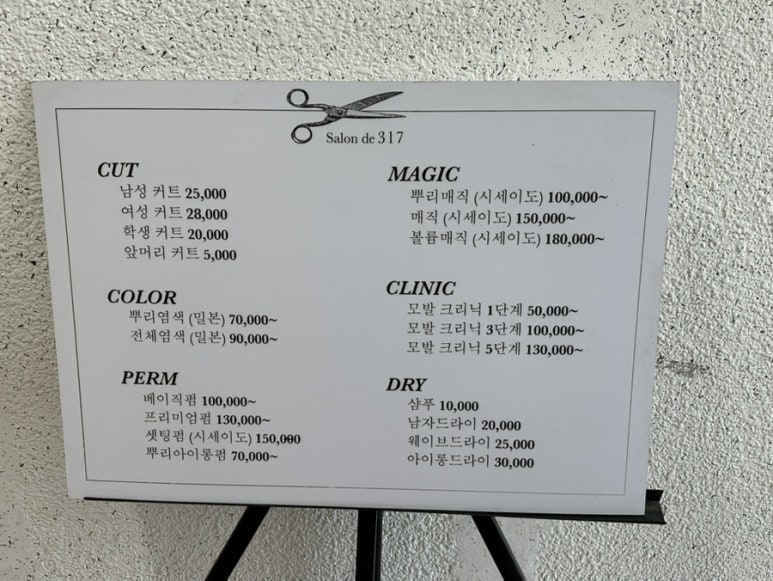 Salon de 317
CUT
남성 커트 25,000
여성 커트 28,000
학생 커트 20,000
앞머리 커트 5,000
COLOR
뿌리염색 (밀본) 70,000~
전체염색 (밀본) 90,000~
PERM
베이직펌 100,000~
프리미엄펌 130,000~
셋팅펌 (시세이도) 150,000
뿌리아이롱펌 70,000~
MAGIC
뿌리매직 (시세이도) 100,000~
매직 (시세이도) 150,000~
볼륨매직 (시세이도) 180,000~
CLINIC
모발 크리닉 1단계 50,000~
모발 크리닉 3단계 100,000~
모발 크리닉 5단계 130,000~
DRY
샴푸 10,000
남자드라이 20,000
웨이브드라이 25,000
아이롱드라이 30,000